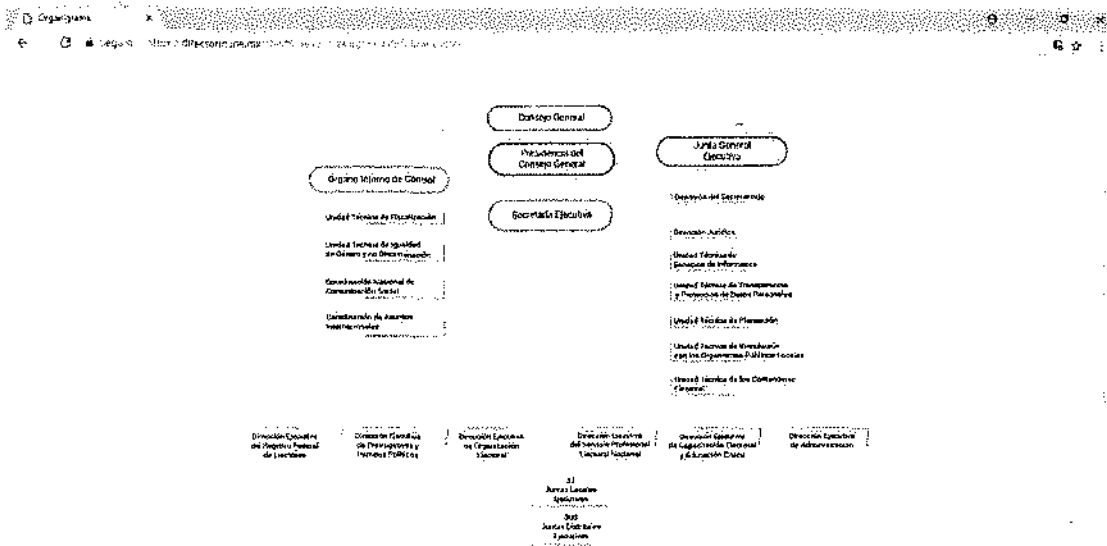 Organigrama
Consejo General
Presidencia del
Consejo General
Junta General
Ejecutiva
Órgano Interno de Control
Secretaría Ejecutiva
Unidad Técnica de Fiscalización
Unidad Técnica de Igualdad
de Género y no Discriminación
Coordinación Nacional de
Comunicación Social
Coordinación de Asuntos
Internacionales
Dirección del Secretariado
Dirección Jurídica
Unidad Técnica de
Servicios de Informática
Unidad Técnica de Transparencia
y Protección de Datos Personales
Unidad Técnica de Planeación
Unidad Técnica de Vinculación
con los Organismos Públicos Locales
Unidad Técnica de lo Contencioso
Electoral
Dirección Ejecutiva
del Registro Federal
de Electores
Dirección Ejecutiva
de Prerrogativas y
Partidos Políticos
Dirección Ejecutiva
de Organización
Electoral
Dirección Ejecutiva
del Servicio Profesional
Electoral Nacional
Dirección Ejecutiva
de Capacitación Electoral
y Educación Cívica
Dirección Ejecutiva
de Administración
Juntas Locales
Ejecutivas
300
Juntas Distritales
Ejecutivas